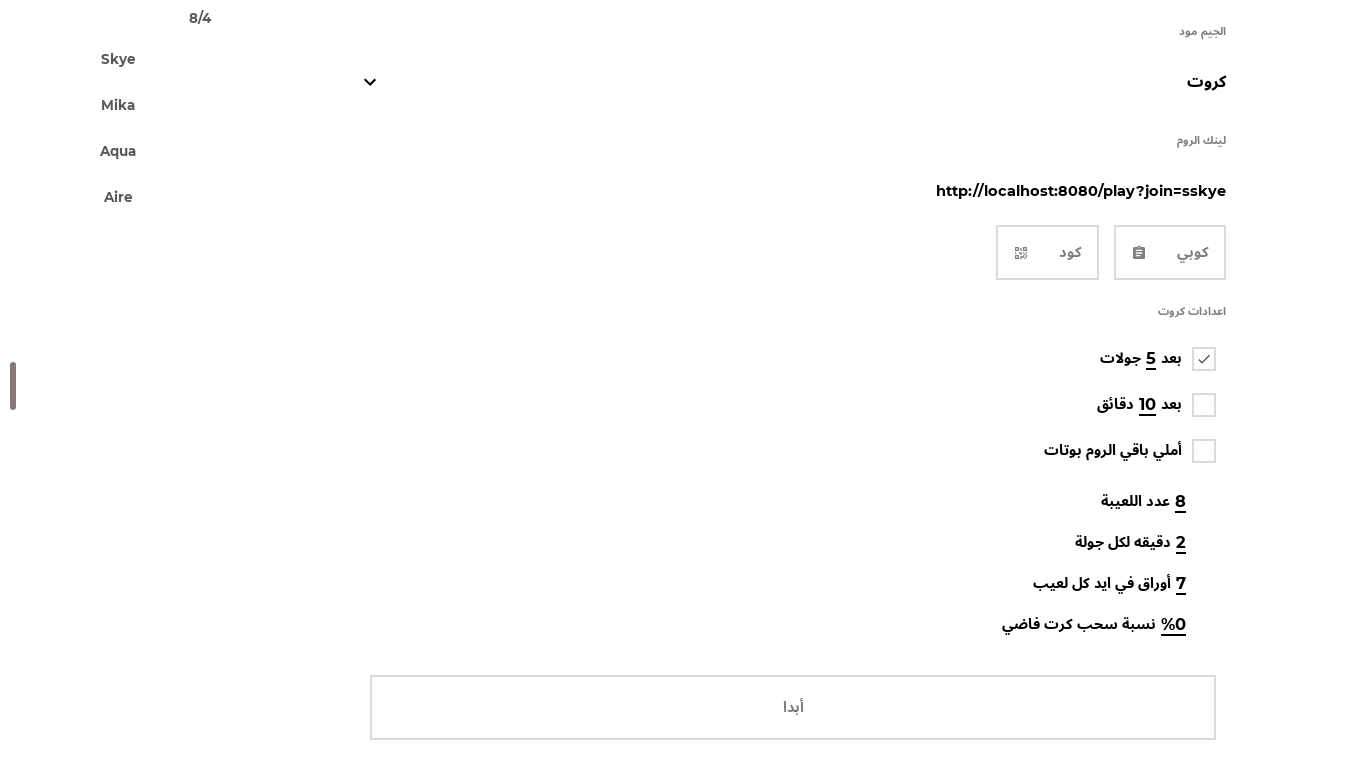 الجيم مود
كروت
لينك الروم
http://localhost:8080/play?join=sskye
كوبي
كود
اعدادات كروت
بعد 5 جولات
بعد 10 دقائق
أملي باقي الروم بوتات
8 عدد اللعيبة
2 دقيقه لكل جولة
7 أوراق في ايد كل لعيب
%0 نسبة سحب كرت فاضي
أبدا
8/4
Skye
Mika
Aqua
Aire